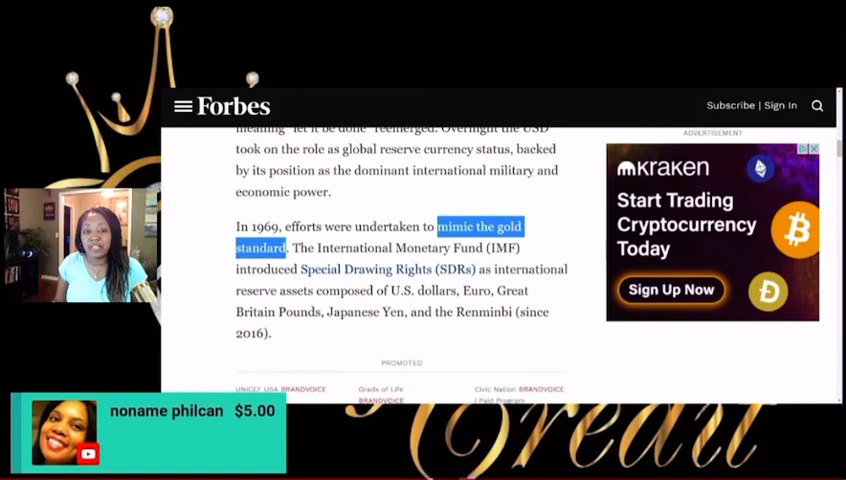 Forbes
Subscribe | Sign In
meaning "let it be done" reemerged. Overnight the USD
took on the role as global reserve currency status, backed
by its position as the dominant international military and
economic power.
In 1969, efforts were undertaken to mimic the gold
standard. The International Monetary Fund (IMF)
introduced Special Drawing Rights (SDRs) as international
reserve assets composed of U.S. dollars, Euro, Great
Britain Pounds, Japanese Yen, and the Renminbi (since
2016).
PROMOTED
UNICEF USA BRANDVOICE
Grads of Life
BRANDVOICE
Civic Nation BRANDVOICE
| Paid Program
ADVERTISEMENT
kraken
Start Trading
Cryptocurrency
Today
Sign Up Now
noname philcan $5.00
Credit